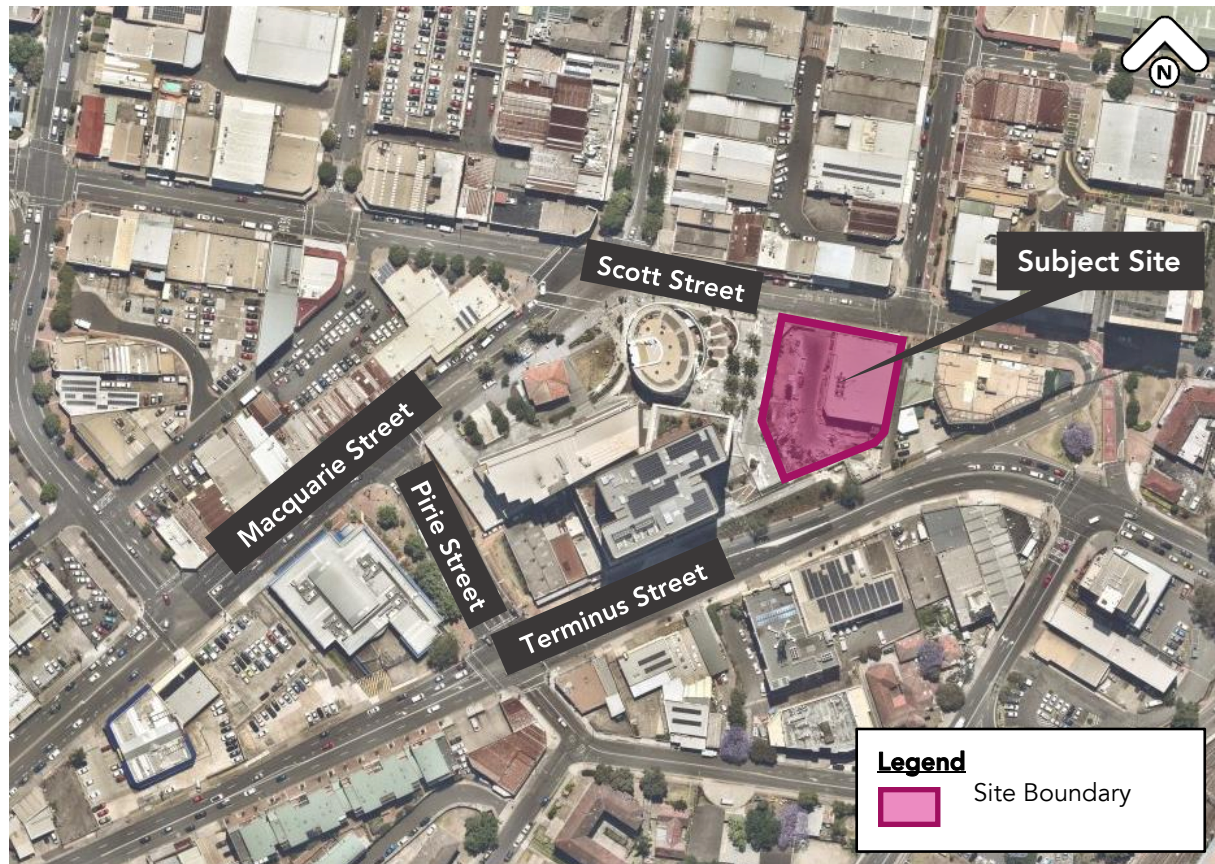 N
Scott Street
Subject Site
Macquarie Street
Pirie Street
Terminus Street
Legend
Site Boundary